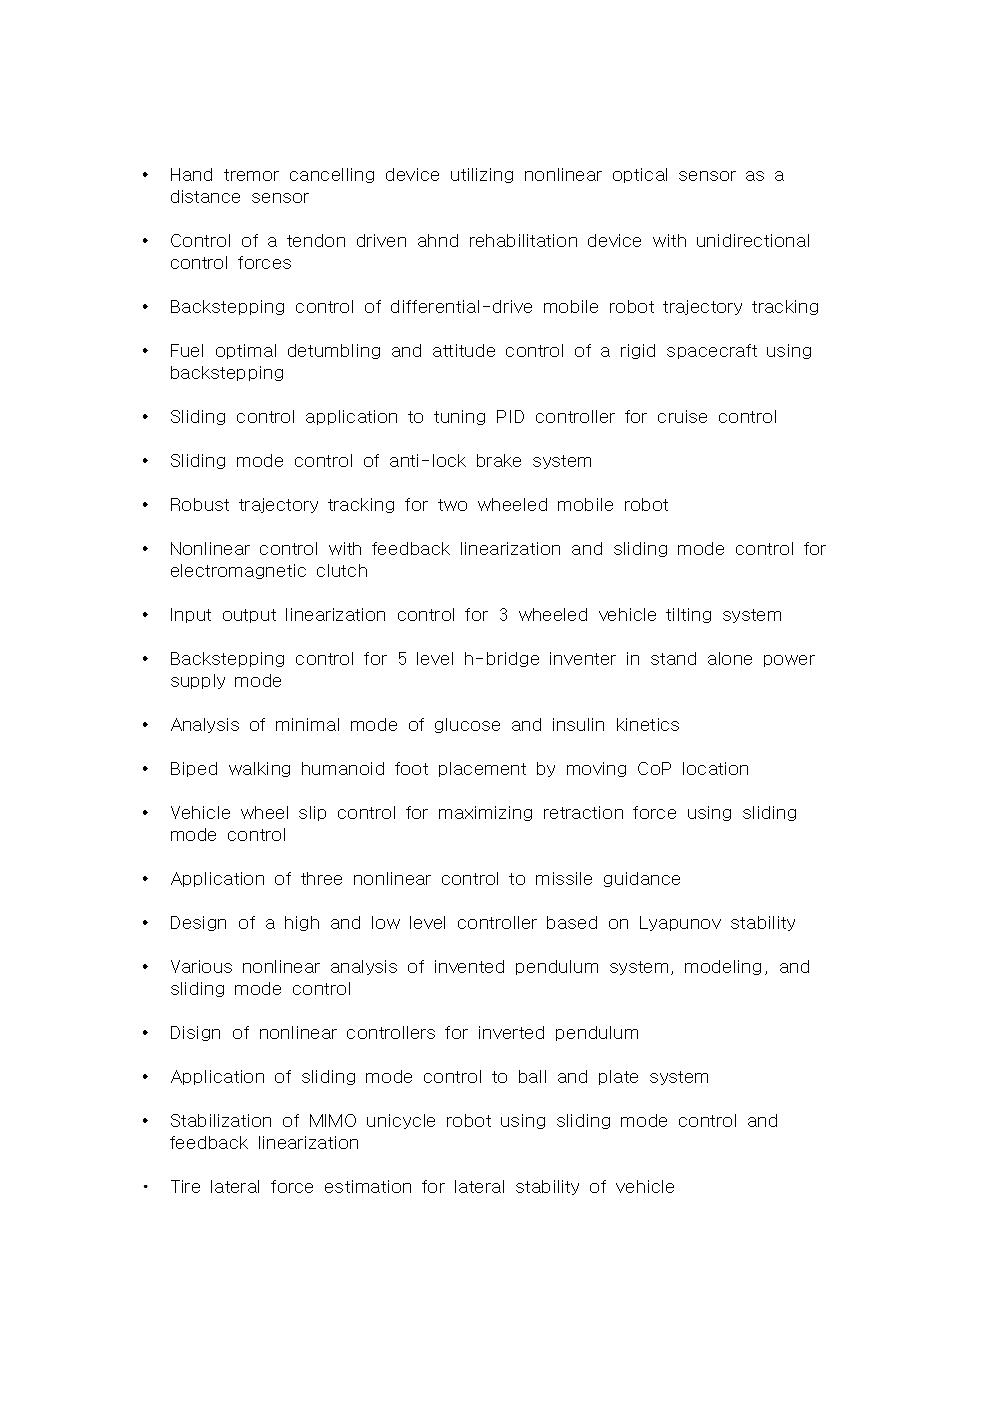 • Hand tremor cancelling device utilizing nonlinear optical sensor as a
distance sensor
• Control of a tendon driven ahnd rehabilitation device with unidirectional
control forces
• Backstepping control of differential-drive mobile robot trajectory tracking
• Fuel optimal detumbling and attitude control of a rigid spacecraft using
backstepping
• Sliding control application to tuning PID controller for cruise control
• Sliding mode control of anti-lock brake system
• Robust trajectory tracking for two wheeled mobile robot
• Nonlinear control with feedback linearization and sliding mode control for
electromagnetic clutch
• Input output linearization control for 3 wheeled vehicle tilting system
• Backstepping control for 5 level h-bridge inventer in stand alone power
supply mode
• Analysis of minimal mode of glucose and insulin kinetics
• Biped walking humanoid foot placement by moving CoP location
• Vehicle wheel slip control for maximizing retraction force using sliding
mode control
• Application of three nonlinear control to missile guidance
• Design of a high and low level controller based on Lyapunov stability
• Various nonlinear analysis of invented pendulum system, modeling, and
sliding mode control
• Disign of nonlinear controllers for inverted pendulum
• Application of sliding mode control to ball and plate system
• Stabilization of MIMO unicycle robot using sliding mode control and
feedback linearization
• Tire lateral force estimation for lateral stability of vehicle